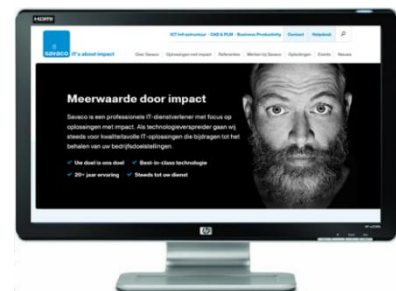 HDMI
ICT-Infrastructuur - CAD & PLM - Business Productivity Contact Helpdesk
savaco IT's about impact
Over Savaco Oplossingen met impact Referenties Werken bij Savaco Opleidingen Events Nieuws
Meerwaarde door impact
Savaco is een professionele IT-dienstverlener met focus op
oplossingen met impact. Als technologieverspreider gaan wij
steeds voor kwaliteitsvolle IT-oplossingen die bijdragen tot het
behalen van uw bedrijfsdoelstellingen.
Uw doel is ons doel Best-in-class technologie
20+ jaar ervaring Steeds tot uw dienst
hp